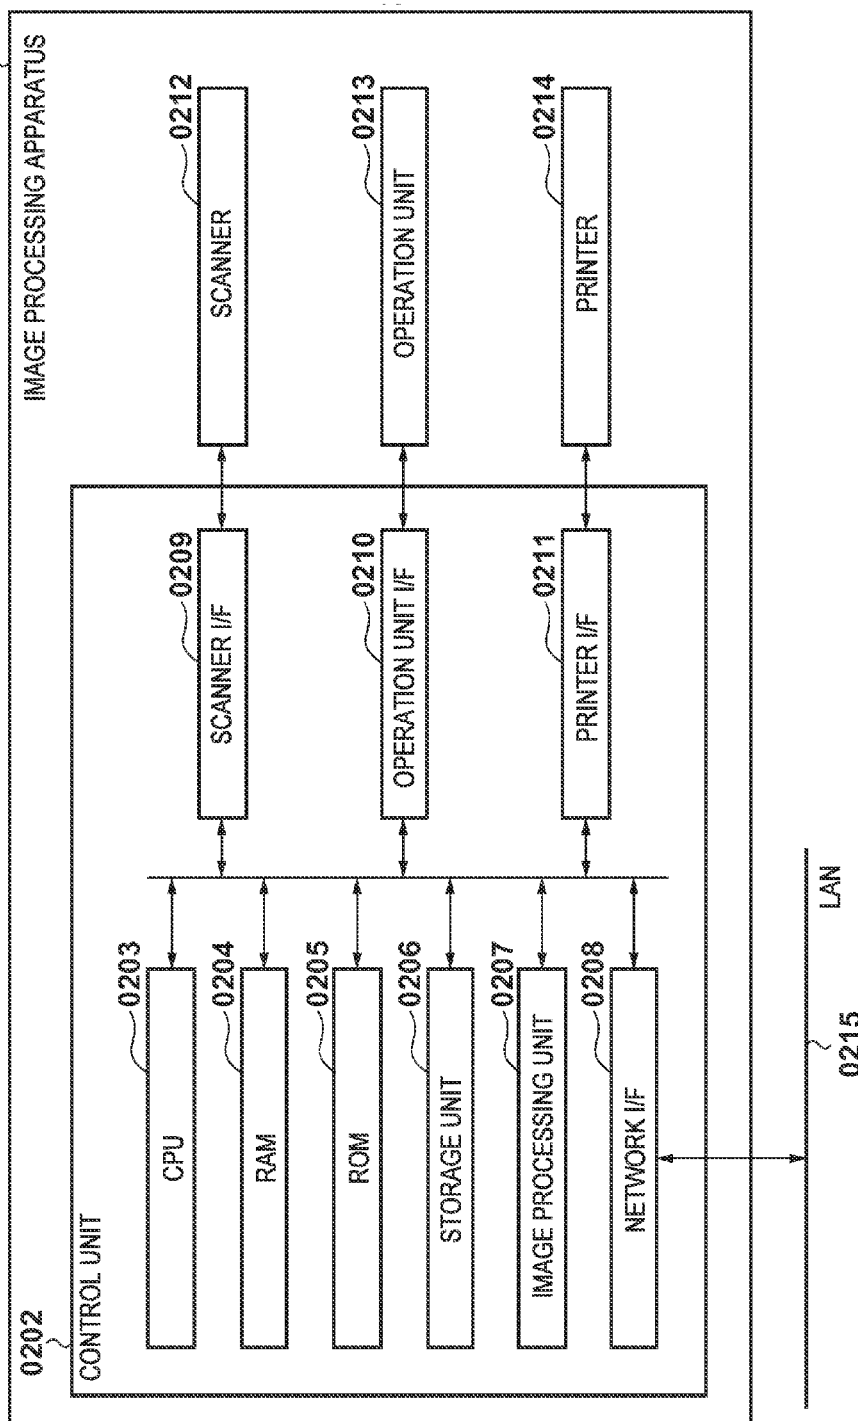 IMAGE PROCESSING APPARATUS
0202
CONTROL UNIT
CPU
0203
RAM
0204
ROM
0205
STORAGE UNIT
0206
IMAGE PROCESSING UNIT
0207
NETWORK I/F
0208
SCANNER I/F
0209
OPERATION UNIT I/F
0210
PRINTER I/F
0211
SCANNER
0212
OPERATION UNIT
0213
PRINTER
0214
LAN
0215